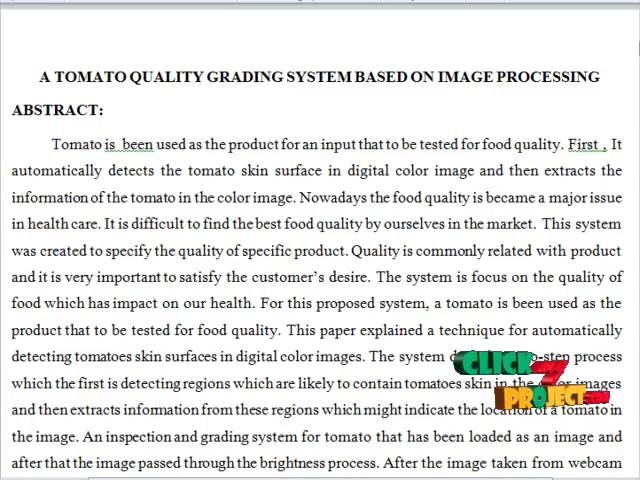 A TOMATO QUALITY GRADING SYSTEM BASED ON IMAGE PROCESSING
ABSTRACT:
Tomato is been used as the product for an input that to be tested for food quality. First , It
automatically detects the tomato skin surface in digital color image and then extracts the
information of the tomato in the color image. Nowadays the food quality is became a major issue
in health care. It is difficult to find the best food quality by ourselves in the market. This system
was created to specify the quality of specific product. Quality is commonly related with product
and it is very important to satisfy the customer's desire. The system is focus on the quality of
food which has impact on our health. For this proposed system, a tomato is been used as the
product that to be tested for food quality. This paper explained a technique for automatically
detecting tomatoes skin surfaces in digital color images. The system process
which the first is detecting regions which are likely to contain tomatoes skin in the color images
and then extracts information from these regions which might indicate the location of a tomato in
the image. An inspection and grading system for tomato that has been loaded as an image and
after that the image passed through the brightness process. After the image taken from webcam
CLICK
PROJECT